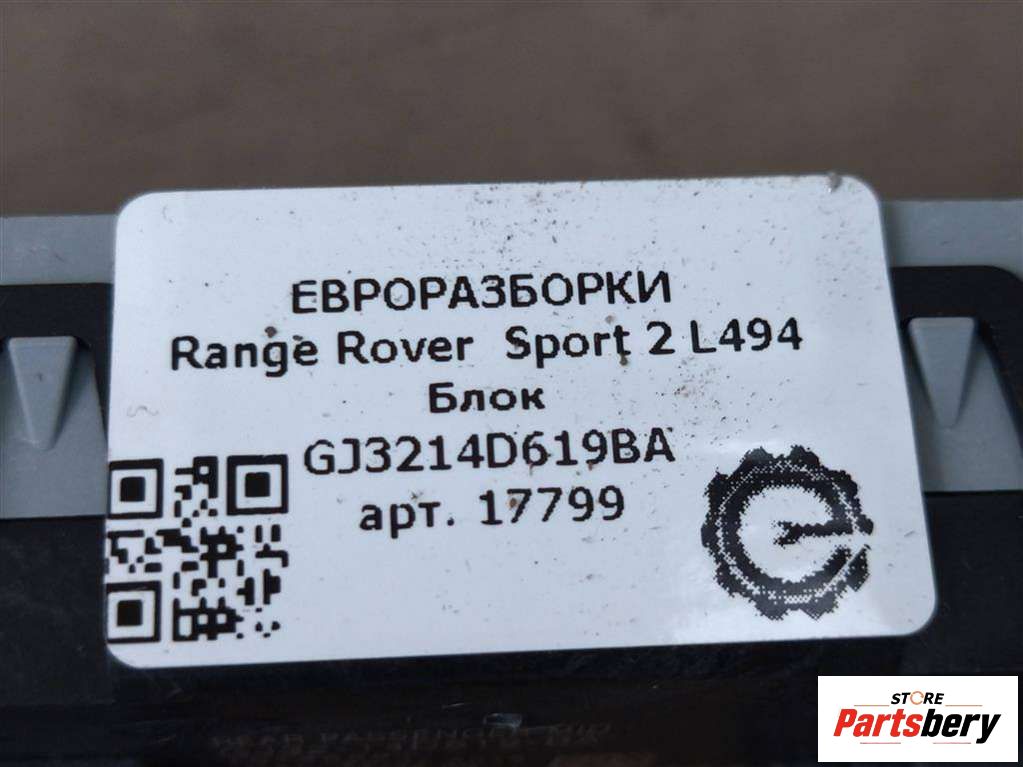 ЕВРОРАЗБОРКИ
Range Rover Sport 2 L494
Блок
GJ3214D619BA
арт. 17799
STORE
Partsbery